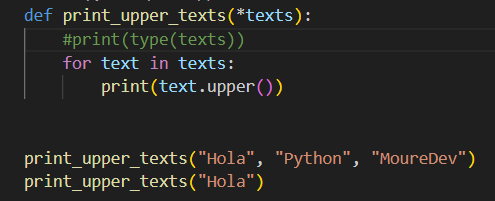 def print_upper_texts(*texts):
    #print(type(texts))
    for text in texts:
        print(text.upper())
print_upper_texts("Hola", "Python", "MoureDev")
print_upper_texts("Hola")